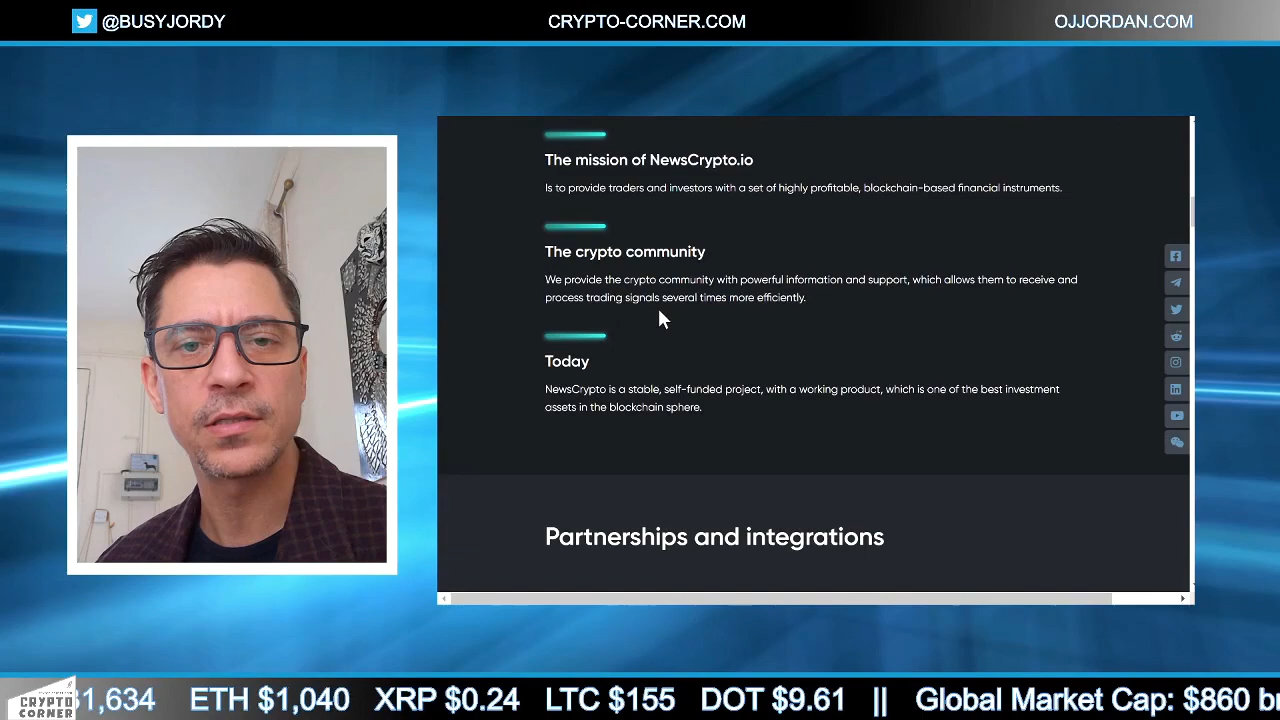 @BUSYJORDY
CRYPTO-CORNER.COM
OJJORDAN.COM
The mission of NewsCrypto.io
Is to provide traders and investors with a set of highly profitable, blockchain-based financial instruments.
The crypto community
We provide the crypto community with powerful information and support, which allows them to receive and
process trading signals several times more efficiently.
Today
NewsCrypto is a stable, self-funded project, with a working product, which is one of the best investment
assets in the blockchain sphere.
Partnerships and integrations
CRYPTO
CORNER
1,634 ETH $1,040 XRP $0.24 LTC $155 DOT $9.61 || Global Market Cap: $860 b